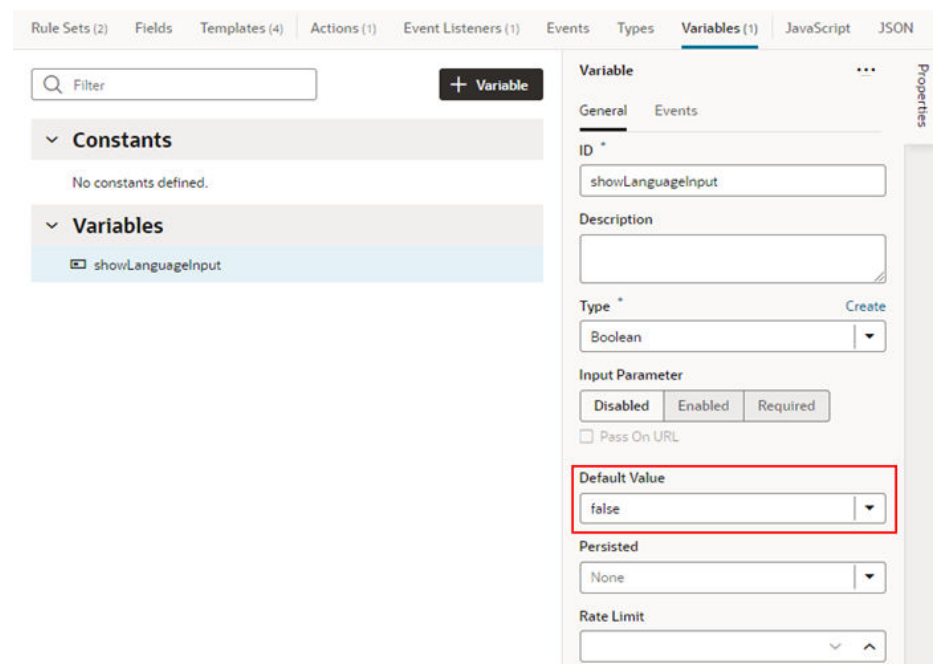 Rule Sets (2) Fields Templates (4) Actions (1) Event Listeners (1) Events Types Variables (1) JavaScript JSON
Filter
+ Variable
Constants
No constants defined.
Variables
showLanguageInput
Variable
General Events
ID *
showLanguageInput
Description
Type * Create
Boolean
Input Parameter
Disabled Enabled Required
Pass On URL
Default Value
false
Persisted
None
Rate Limit
Properties